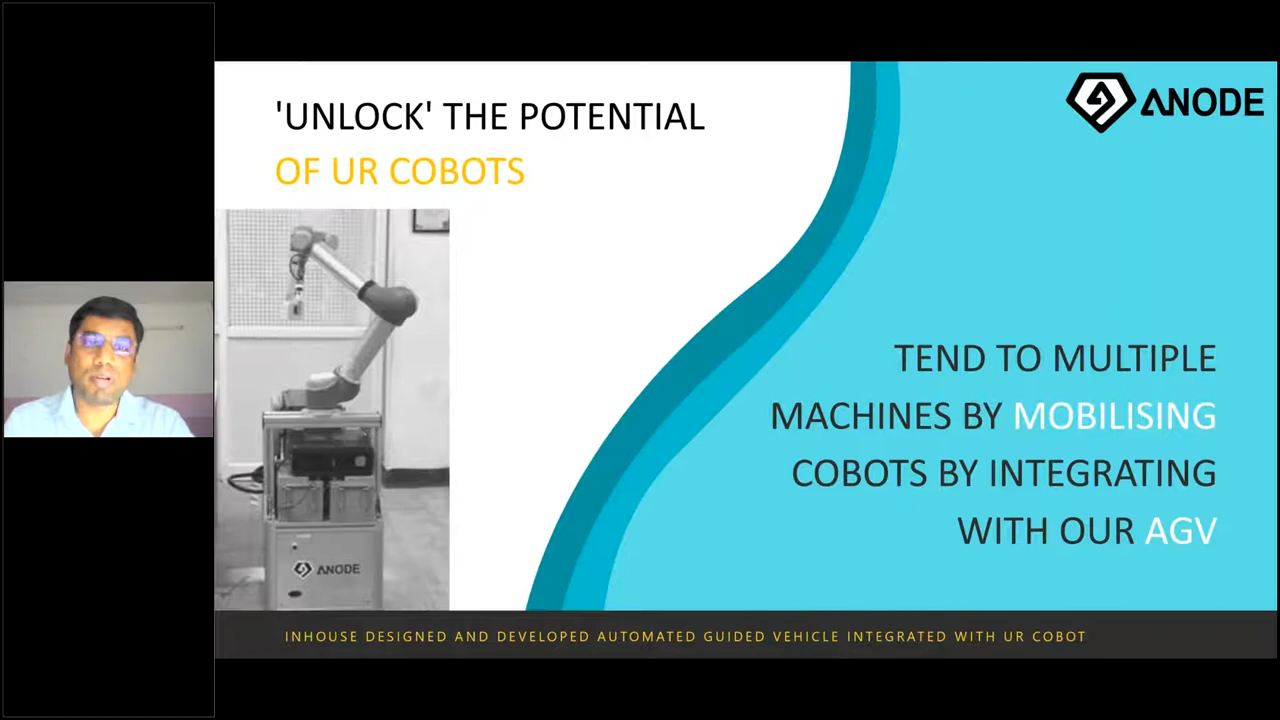 'UNLOCK' THE POTENTIAL
OF UR COBOTS
ANODE
TEND TO MULTIPLE
MACHINES BY MOBILISING
COBOTS BY INTEGRATING
WITH OUR AGV
ANODE
INHOUSE DESIGNED AND DEVELOPED AUTOMATED GUIDED VEHICLE INTEGRATED WITH UR COBOT